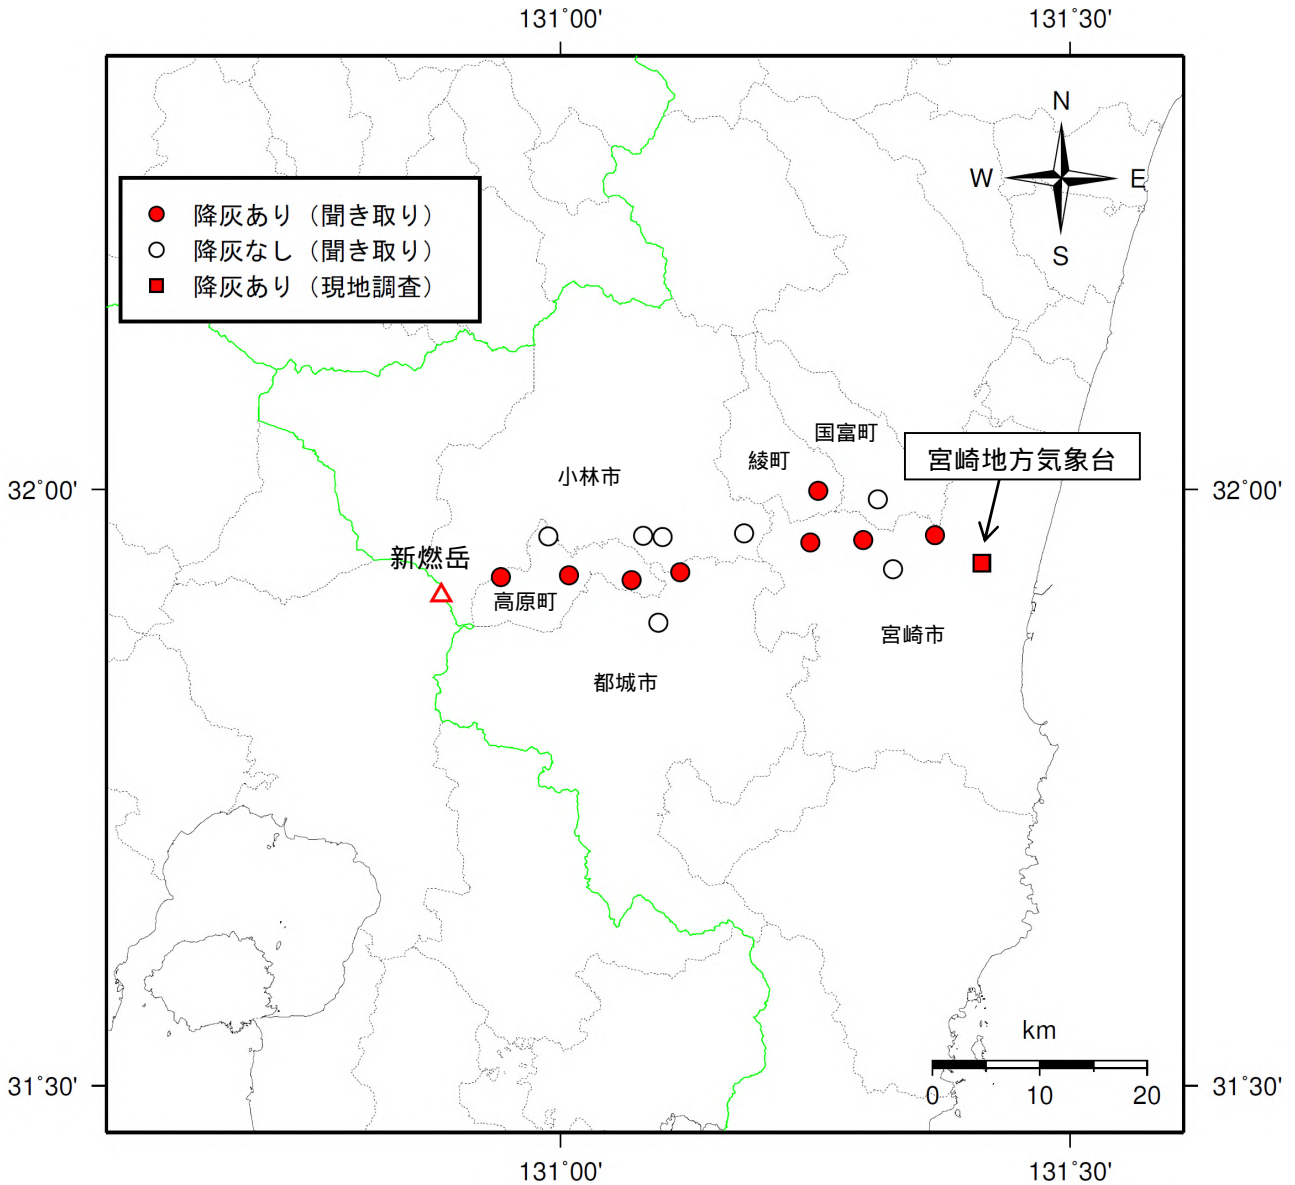 131°00'
131°30'
N
W
E
S
降灰あり（聞き取り）
降灰なし（聞き取り）
降灰あり（現地調査）
国富町
綾町
宮崎地方気象台
小林市
32°00'
32°00'
新燃岳
高原町
宮崎市
都城市
km
0
10
20
31°30'
31°30'
131°00'
131°30'